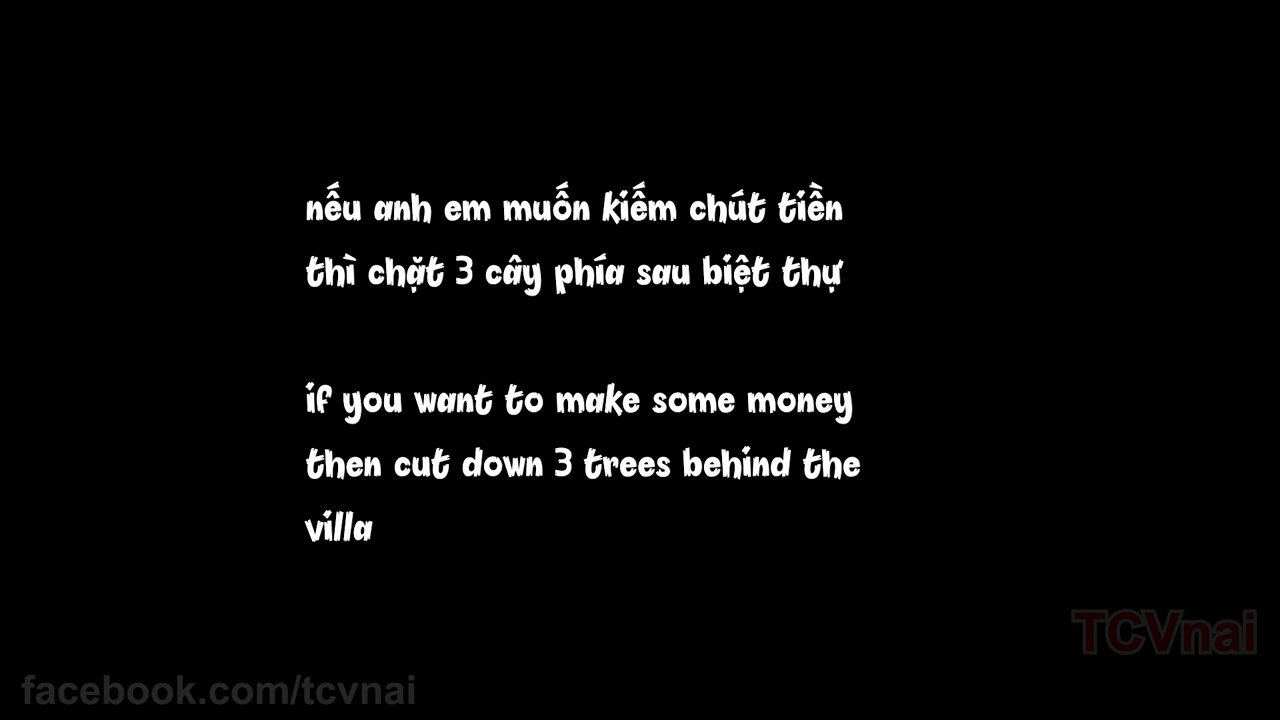 nếu anh em muốn kiếm chút tiền
thì chặt 3 cây phía sau biệt thự
if you want to make some money
then cut down 3 trees behind the
villa
TCVnai
facebook.com/tcvnai